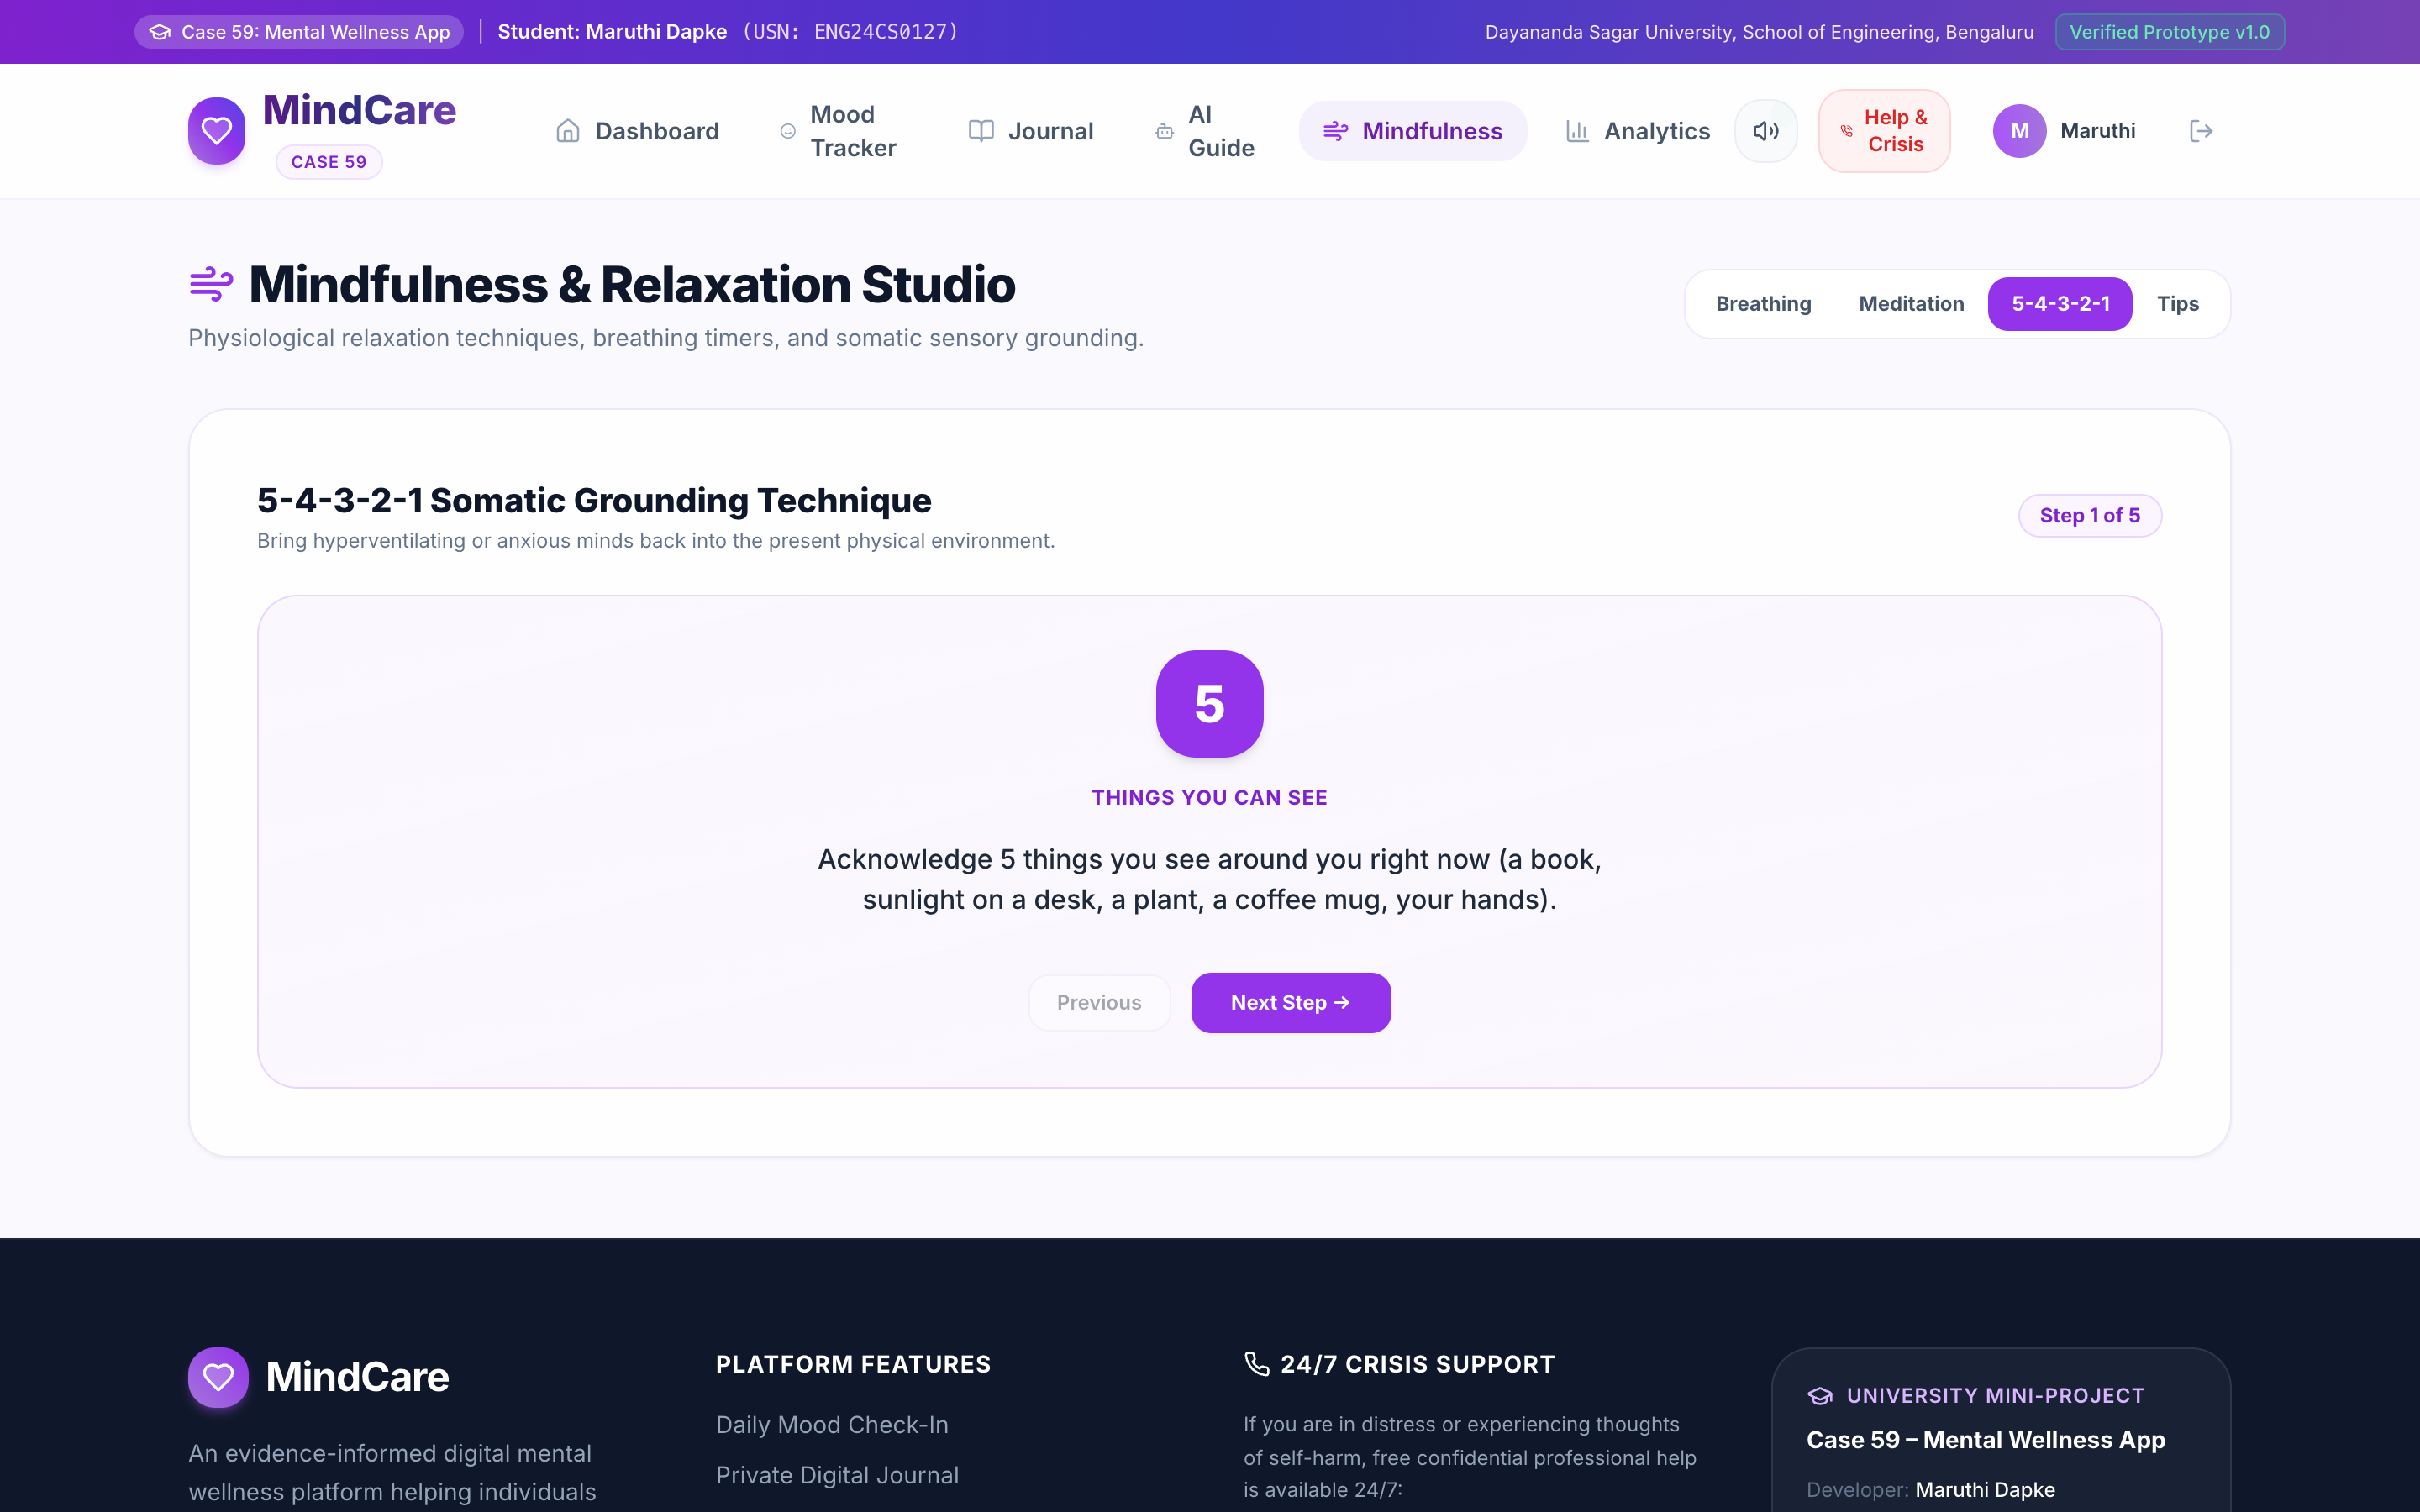 Case 59: Mental Wellness App
Student: Maruthi Dapke (USN: ENG24CS0127)
Dayananda Sagar University, School of Engineering, Bengaluru
Verified Prototype v1.0
MindCare
CASE 59
Dashboard
Mood
Tracker
Journal
AI
Guide
Mindfulness
Analytics
Help &
Crisis
M
Maruthi
Mindfulness & Relaxation Studio
Physiological relaxation techniques, breathing timers, and somatic sensory grounding.
Breathing
Meditation
5-4-3-2-1
Tips
5-4-3-2-1 Somatic Grounding Technique
Bring hyperventilating or anxious minds back into the present physical environment.
Step 1 of 5
5
THINGS YOU CAN SEE
Acknowledge 5 things you see around you right now (a book,
sunlight on a desk, a plant, a coffee mug, your hands).
Previous
Next Step →
MindCare
An evidence-informed digital mental
wellness platform helping individuals
PLATFORM FEATURES
Daily Mood Check-In
Private Digital Journal
24/7 CRISIS SUPPORT
If you are in distress or experiencing thoughts
of self-harm, free confidential professional help
is available 24/7:
UNIVERSITY MINI-PROJECT
Case 59 – Mental Wellness App
Developer: Maruthi Dapke